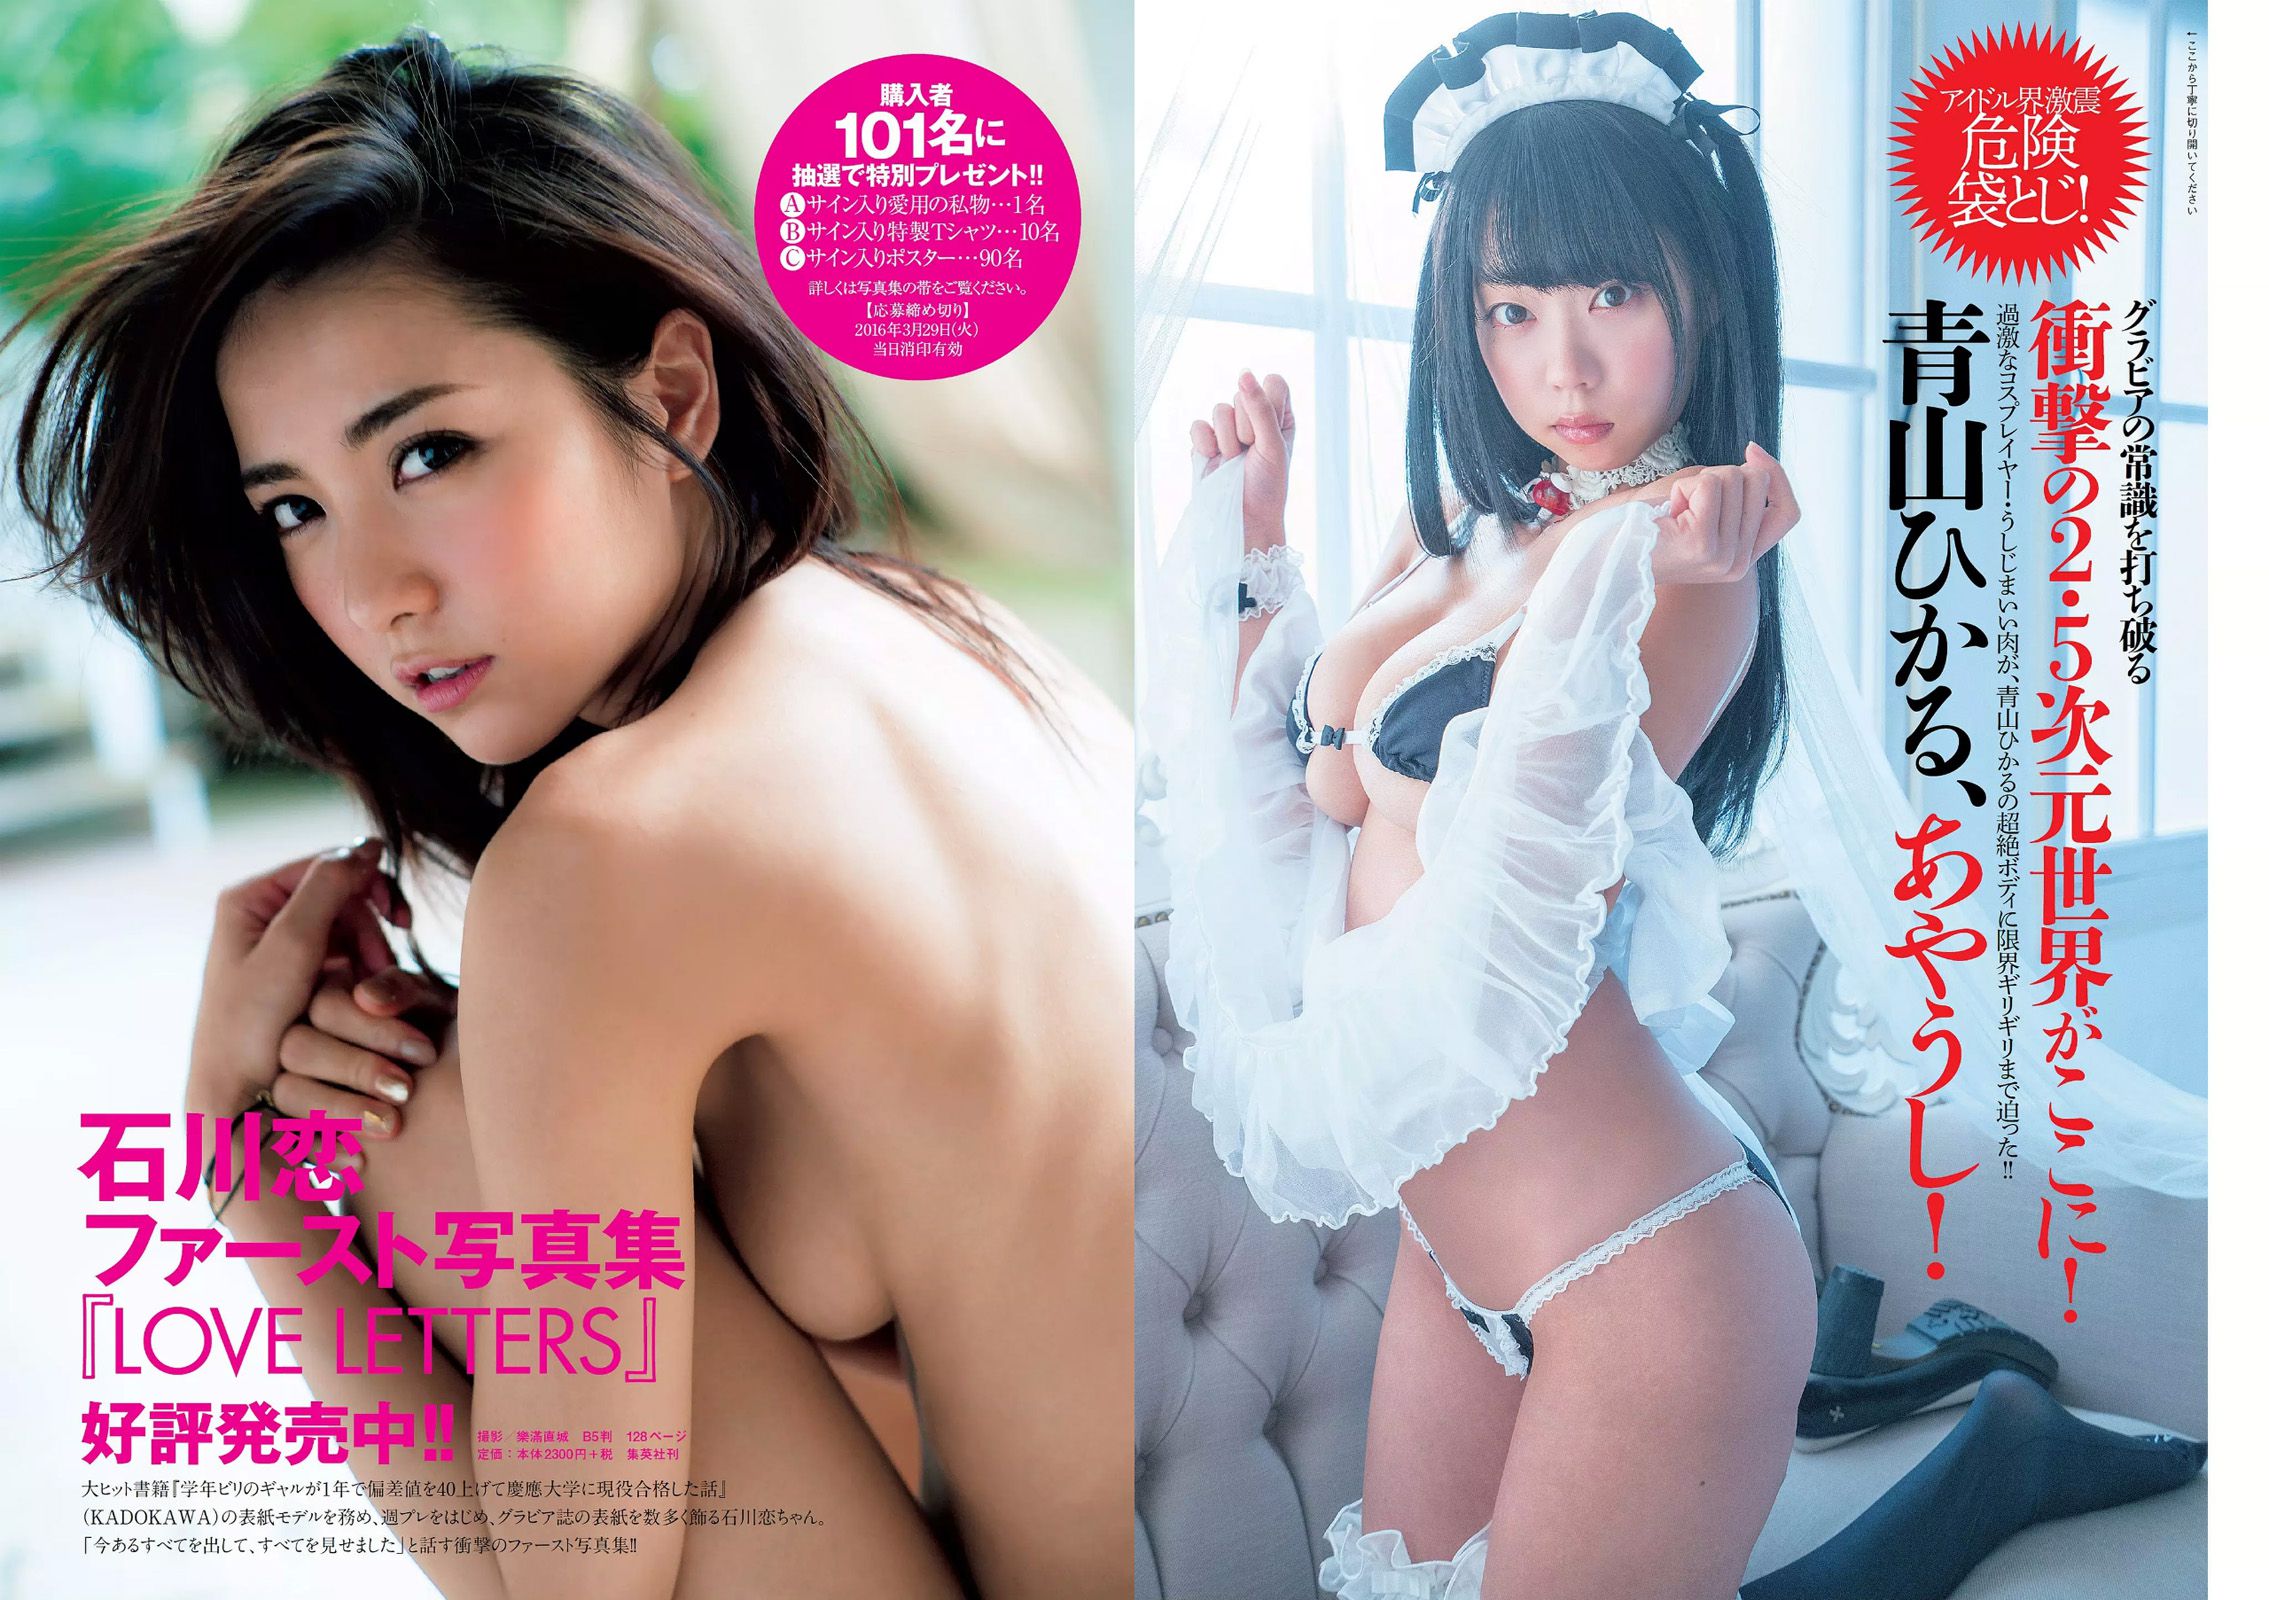 購入者
101名に
抽選で特別プレゼント!!
Aサイン入り愛用の私物…1名
Bサイン入り特製Tシャツ…10名
Cサイン入りポスター…90名
詳しくは写真集の帯をご覧ください。
【応募締め切り】
2016年3月29日(火)
当日消印有効
石川恋
ファースト写真集
『LOVE LETTERS』
好評発売中!!
撮影/樂滿直城 B5判 128ページ
定価:本体2300円+税 集英社刊
大ヒット書籍『学年ビリのギャルが1年で偏差値を40上げて慶應大学に現役合格した話』
(KADOKAWA)の表紙モデルを務め、週プレをはじめ、グラビア誌の表紙を数多く飾る石川恋ちゃん。
「今あるすべてを出して、すべてを見せました」と話す衝撃のファースト写真集!!
←ここから丁寧に切り開いてください
アイドル界激震
危険
袋とじ!
グラビアの常識を打ち破る
衝撃の2.5次元世界がここに!
過激なコスプレイヤー・うしじまいい肉が、青山ひかるの超絶ボディに限界ギリギリまで迫った!!
青山ひかる、あやうし!